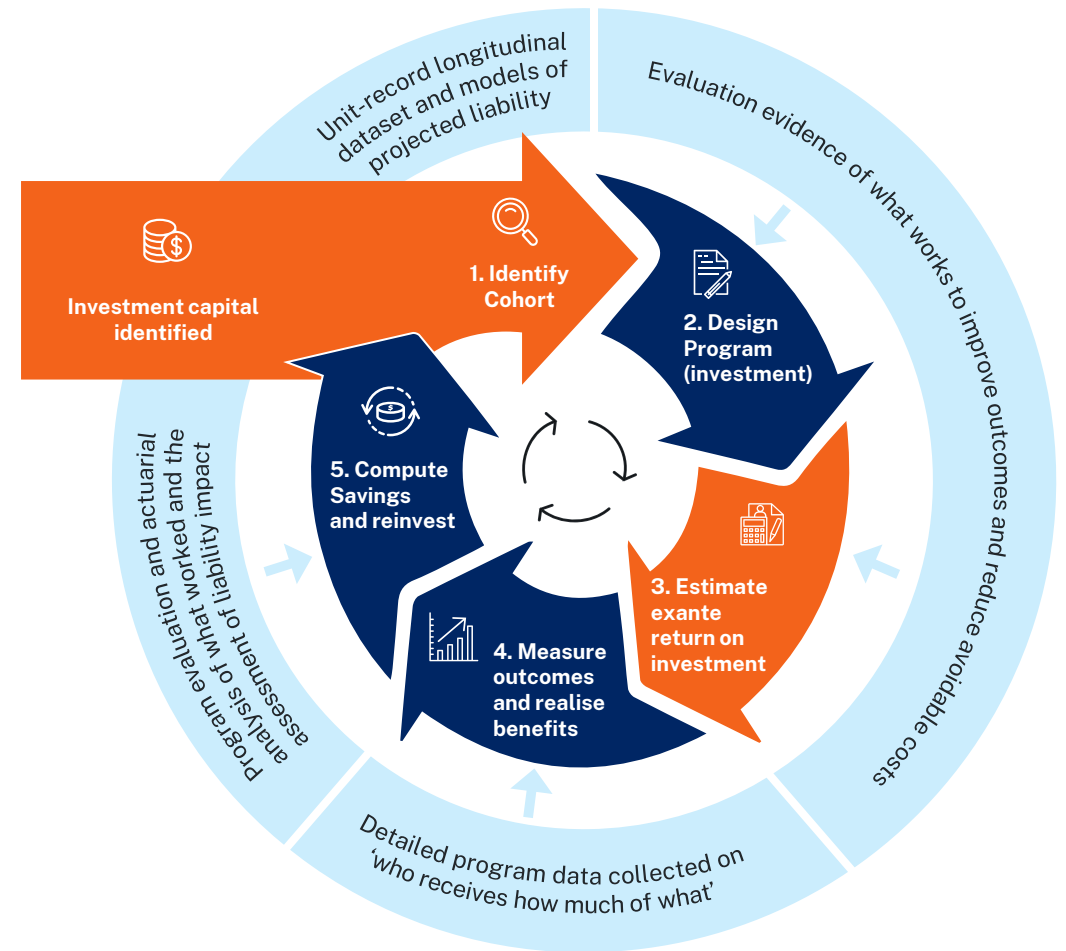 Unit-record longitudinal
dataset and models of
projected liability
Evaluation evidence of what works to improve outcomes and reduce avoidable costs
Investment capital
identified
1. Identify
Cohort
2. Design
Program
(investment)
3. Estimate
exante
return on
investment
4. Measure
outcomes
and realise
benefits
5. Compute
Savings
and reinvest
$
$
Detailed program data collected on
‘who receives how much of what’
Program evaluation and actuarial
analysis of what worked and the
assessment of liability impact